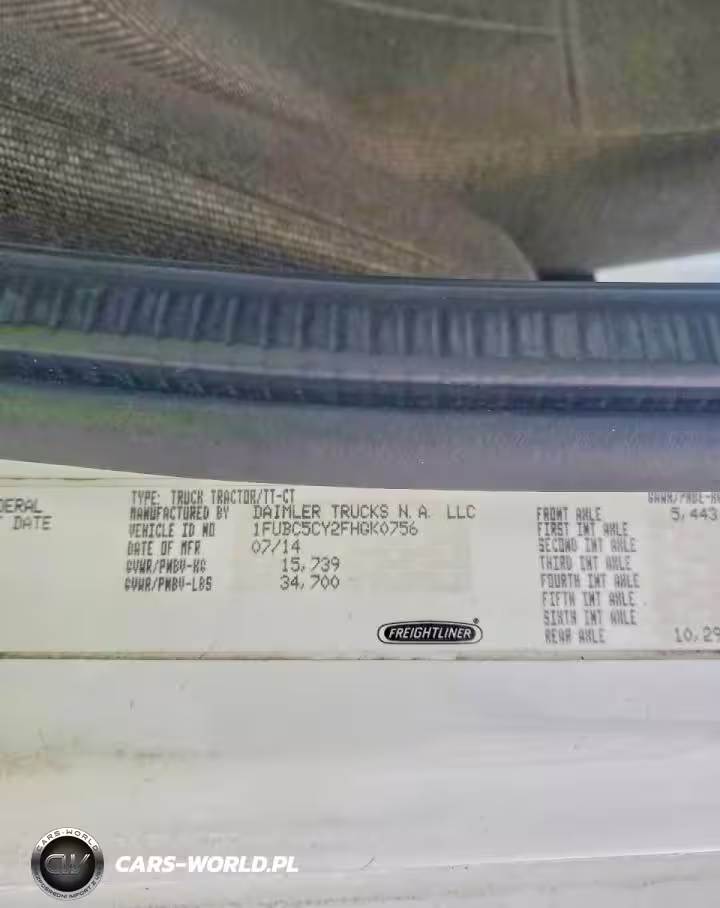 DERAL
DATE
TYPE: TRUCK TRACTOR/TT-CT
MANUFACTURED BY DAIMLER TRUCKS N.A. LLC
VEHICLE ID NO 1FUBC5CY2FHGK0756
DATE OF MFR 07/14
GVWR/PNBV-KG 15,739
GVWR/PNBV-LBS 34,700
FREIGHTLINER
FRONT AXLE 5,443
FIRST INT AXLE
SECOND INT AXLE
THIRD INT AXLE
FOURTH INT AXLE
FIFTH INT AXLE
SIXTH INT AXLE
REAR AXLE 10,29
CARS-WORLD
CW
CARS-WORLD.PL